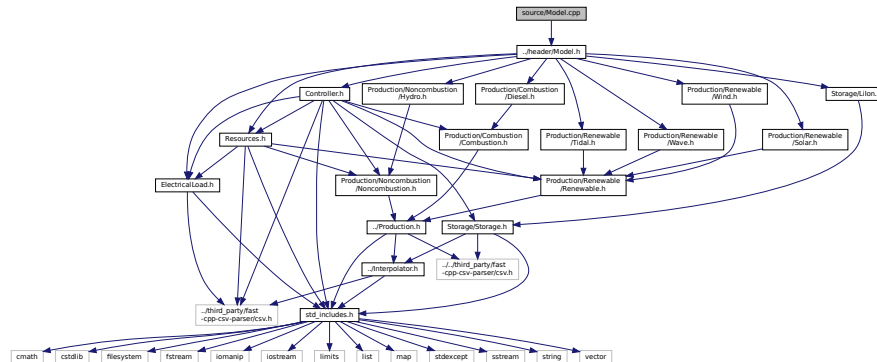 source/Model.cpp
../header/Model.h
Controller.h
Production/Noncombustion
/Hydro.h
Production/Combustion
/Diesel.h
Production/Renewable
/Wind.h
Storage/LiIon.
Resources.h
Production/Combustion
/Combustion.h
Production/Renewable
/Tidal.h
Production/Renewable
/Wave.h
Production/Renewable
/Solar.h
ElectricalLoad.h
Production/Noncombustion
/Noncombustion.h
Production/Renewable
/Renewable.h
../Production.h
Storage/Storage.h
../Interpolator.h
../../third_party/fast
-cpp-csv-parser/csv.h
../third_party/fast
-cpp-csv-parser/csv.h
std_includes.h
cmath
cstdlib
filesystem
fstream
iomanip
iostream
limits
list
map
stdexcept
sstream
string
vector